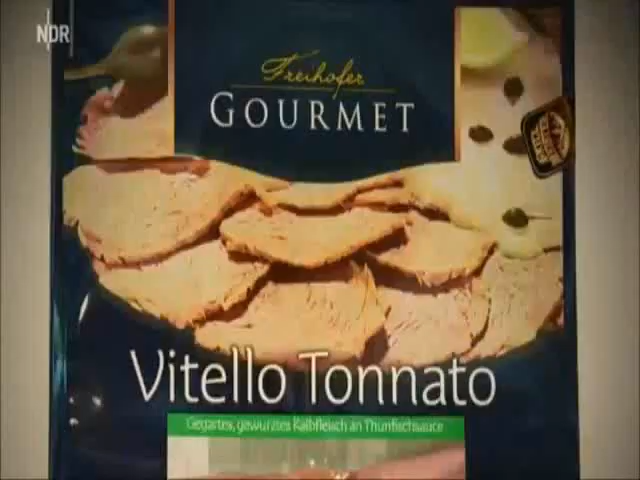 NDR
Freihofer
GOURMET
Vitello Tonnato
Gegartes, gewürztes Kalbfleisch an Thunfischsauce